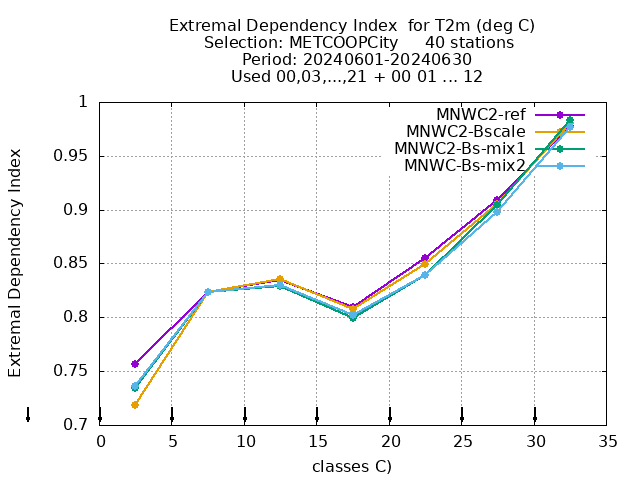 Extremal Dependency Index  for T2m (deg C)
Selection: METCOOPCity     40 stations
Period: 20240601-20240630
Used 00,03,...,21 + 00 01 ... 12
MNWC2-ref
MNWC2-Bscale
MNWC2-Bs-mix1
MNWC-Bs-mix2
Extremal Dependency Index
1
0.95
0.9
0.85
0.8
0.75
0.7
0 5 10 15 20 25 30 35
classes C)